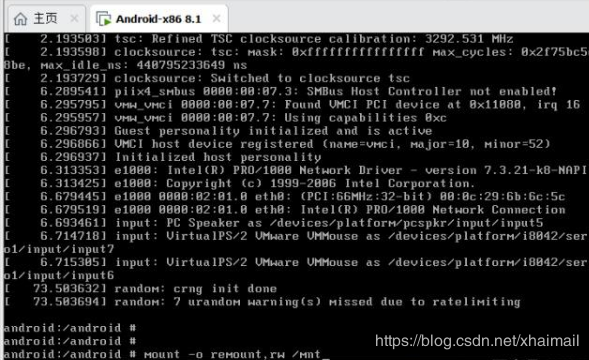 主页
Android-x86 8.1
[    2.193503] tsc: Refined TSC clocksource calibration: 3292.531 MHz
[    2.193598] clocksource: tsc: mask: 0xffffffffffffffff max_cycles: 0x2f75bc5
8be, max_idle_ns: 440795233649 ns
[    2.193729] clocksource: Switched to clocksource tsc
[    6.289541] piix4_smbus 0000:00:07.3: SMBus Host Controller not enabled!
[    6.295795] vmw_vmci 0000:00:07.7: Found VMCI PCI device at 0x11080, irq 16
[    6.295957] vmw_vmci 0000:00:07.7: Using capabilities 0xc
[    6.296793] Guest personality initialized and is active
[    6.296866] VMCI host device registered (name=vmci, major=10, minor=52)
[    6.296937] Initialized host personality
[    6.313353] e1000: Intel(R) PRO/1000 Network Driver - version 7.3.21-k8-NAPI
[    6.313425] e1000: Copyright (c) 1999-2006 Intel Corporation.
[    6.679445] e1000 0000:02:01.0 eth0: (PCI:66MHz:32-bit) 00:0c:29:6b:6c:5c
[    6.679519] e1000 0000:02:01.0 eth0: Intel(R) PRO/1000 Network Connection
[    6.693461] input: PC Speaker as /devices/platform/pcspkr/input/input5
[    6.714718] input: VirtualPS/2 VMware VMMouse as /devices/platform/i8042/ser
o1/input/input7
[    6.715305] input: VirtualPS/2 VMware VMMouse as /devices/platform/i8042/ser
o1/input/input6
[   73.503632] random: crng init done
[   73.503694] random: 7 urandom warning(s) missed due to ratelimiting
android:/android #
android:/android #
android:/android # mount -o remount,rw /mnt_
https://blog.csdn.net/xhaimail